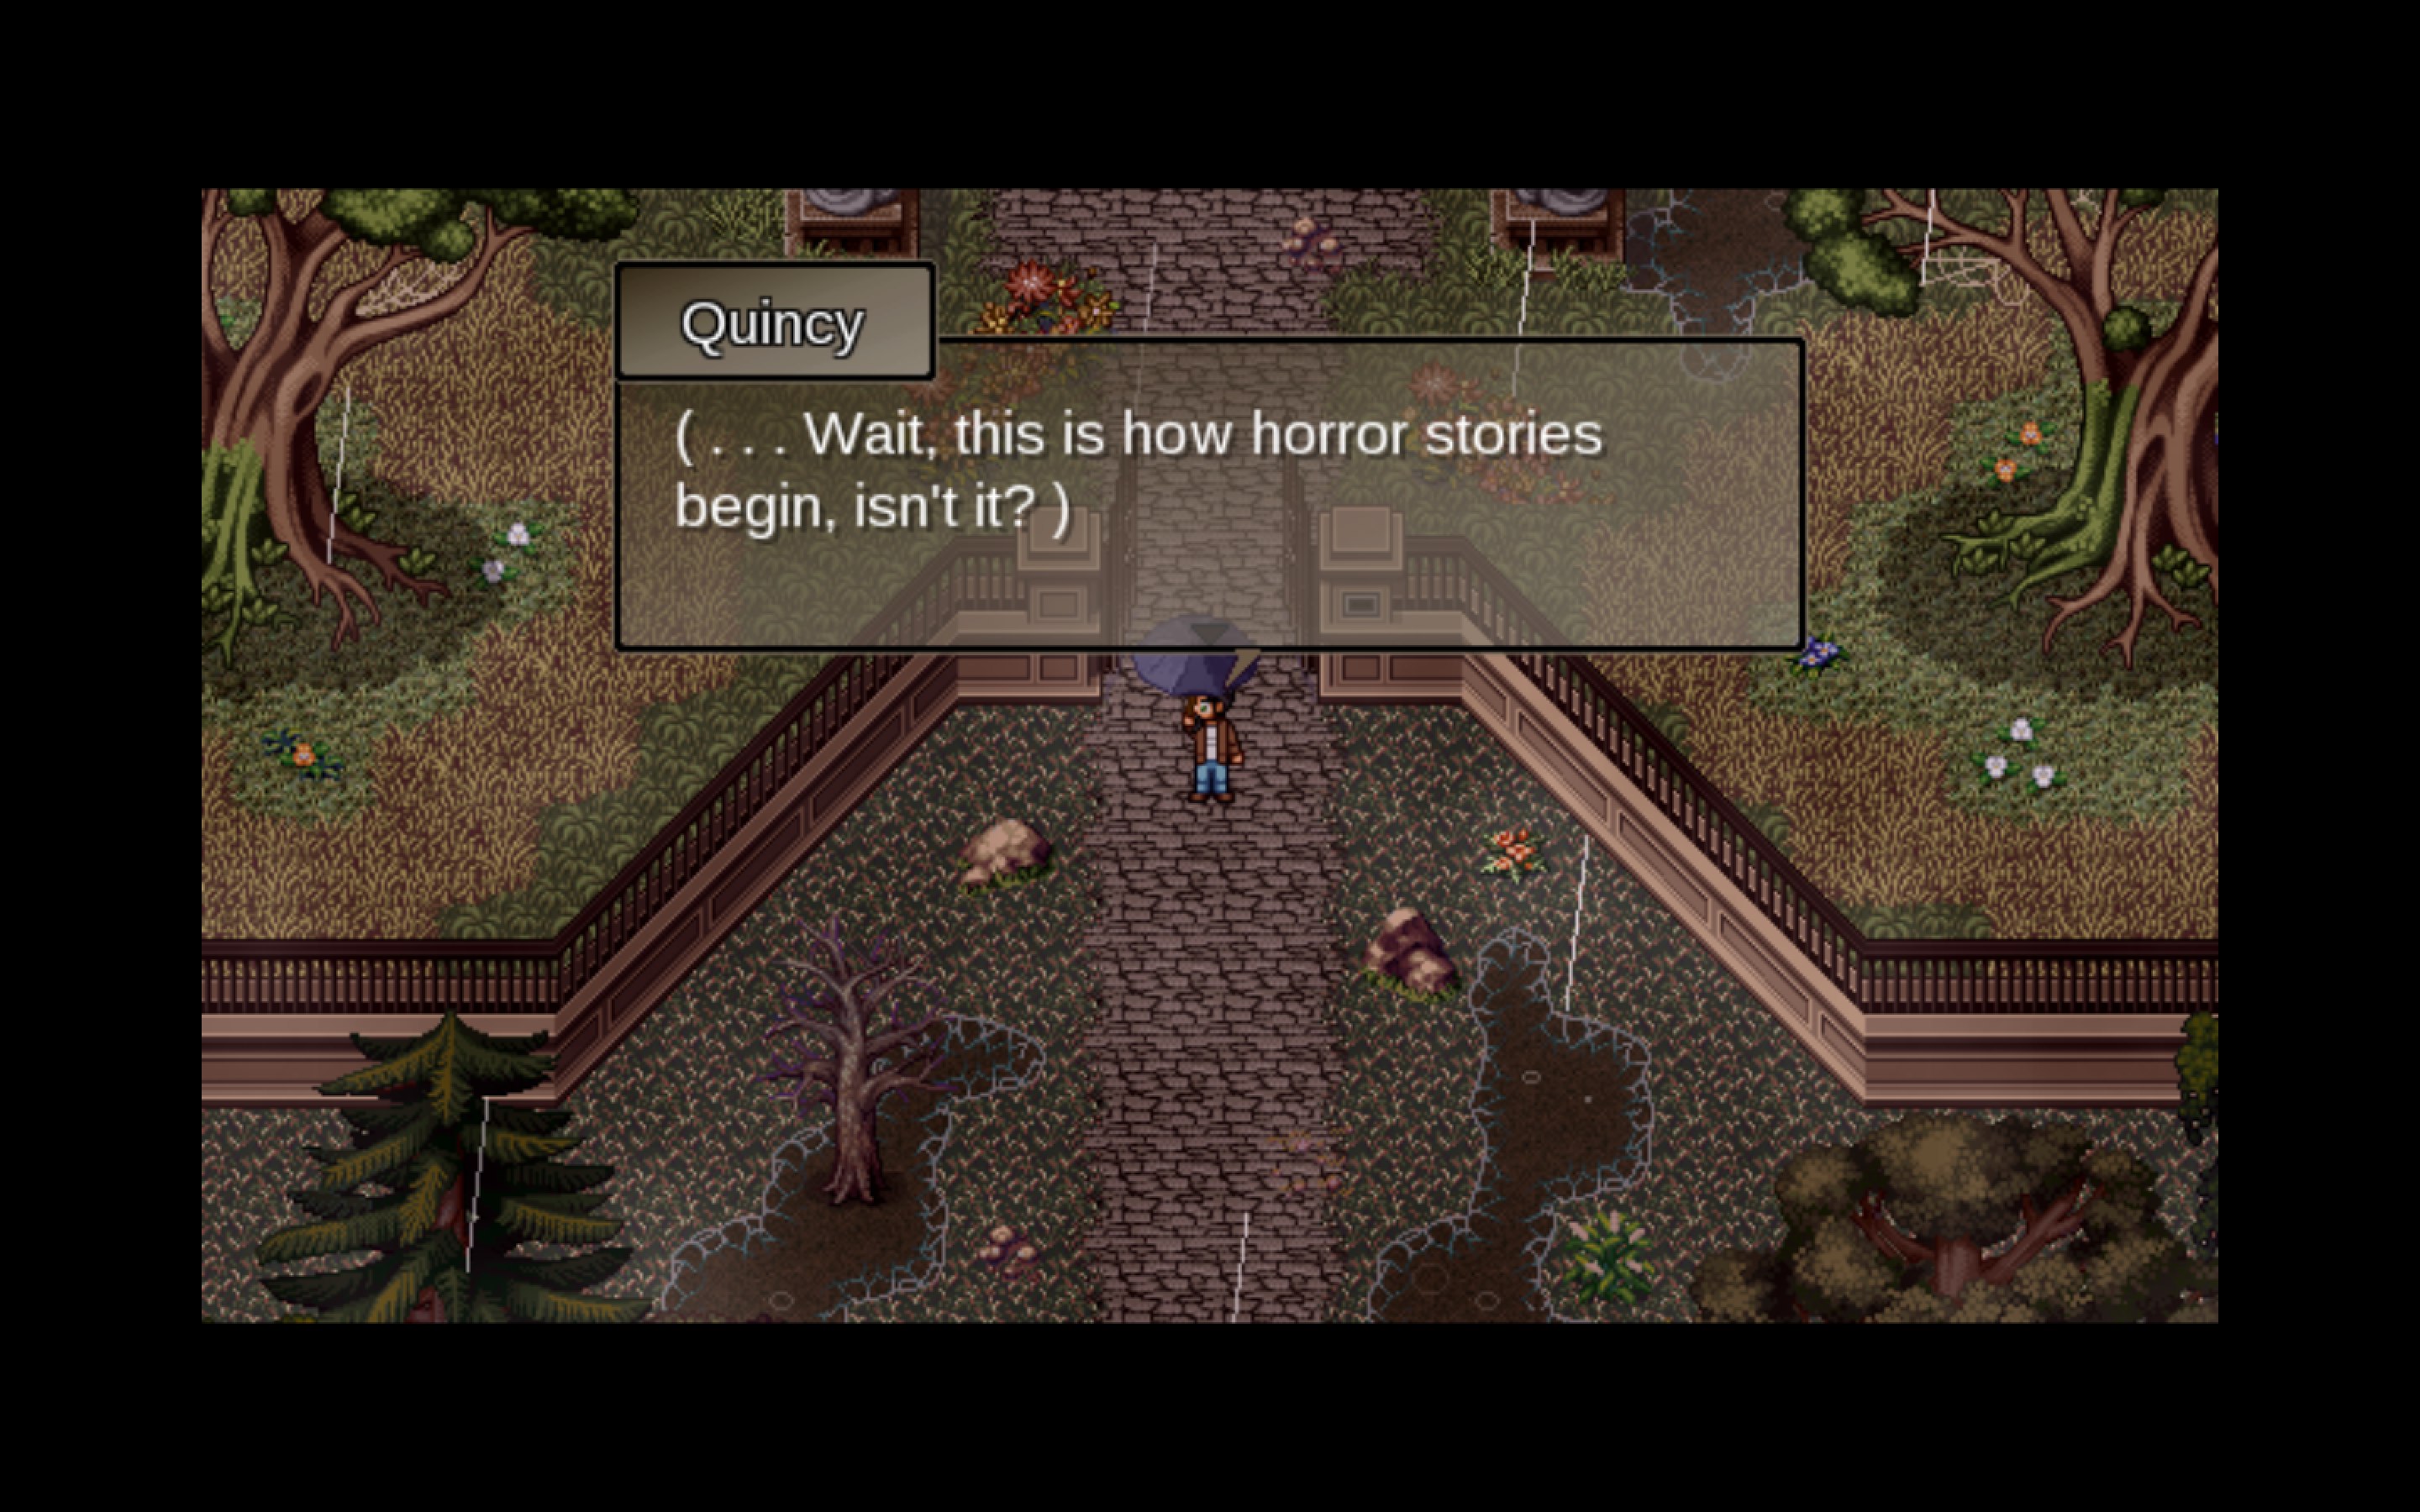 Quincy
( . . . Wait, this is how horror stories
begin, isn't it? )